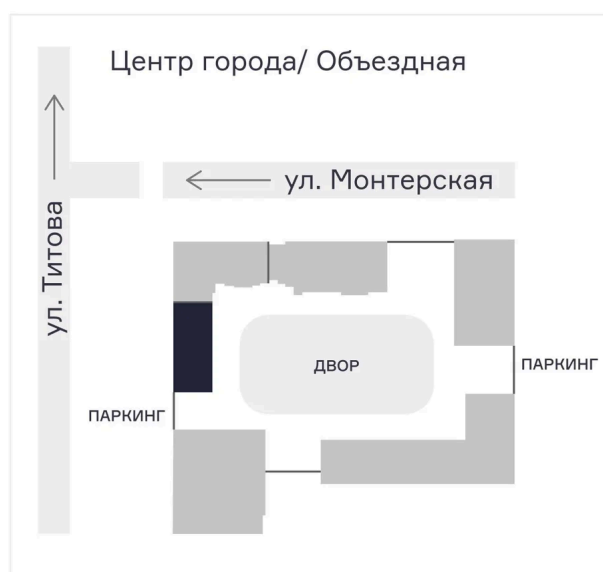 Центр города/ Объездная
ул. Монтерская
ул. Титова
ДВОР
ПАРКИНГ
ПАРКИНГ